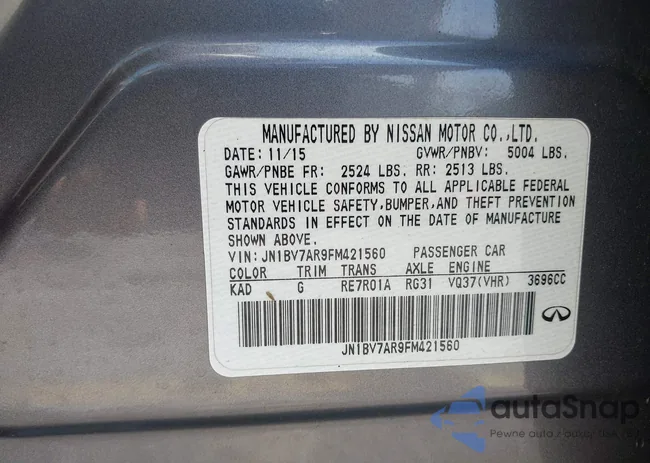 MANUFACTURED BY NISSAN MOTOR CO.,LTD.
DATE: 11/15 GVWR/PNBV: 5004 LBS.
GAWR/PNBE FR: 2524 LBS. RR: 2513 LBS.
THIS VEHICLE CONFORMS TO ALL APPLICABLE FEDERAL
MOTOR VEHICLE SAFETY, BUMPER, AND THEFT PREVENTION
STANDARDS IN EFFECT ON THE DATE OF MANUFACTURE
SHOWN ABOVE.
VIN: JN1BV7AR9FM421560 PASSENGER CAR
COLOR TRIM TRANS AXLE ENGINE
KAD G RE7R01A RG31 VQ37(VHR) 3696CC
JN1BV7AR9FM421560
autoSnap
Pewne auta i autorzy